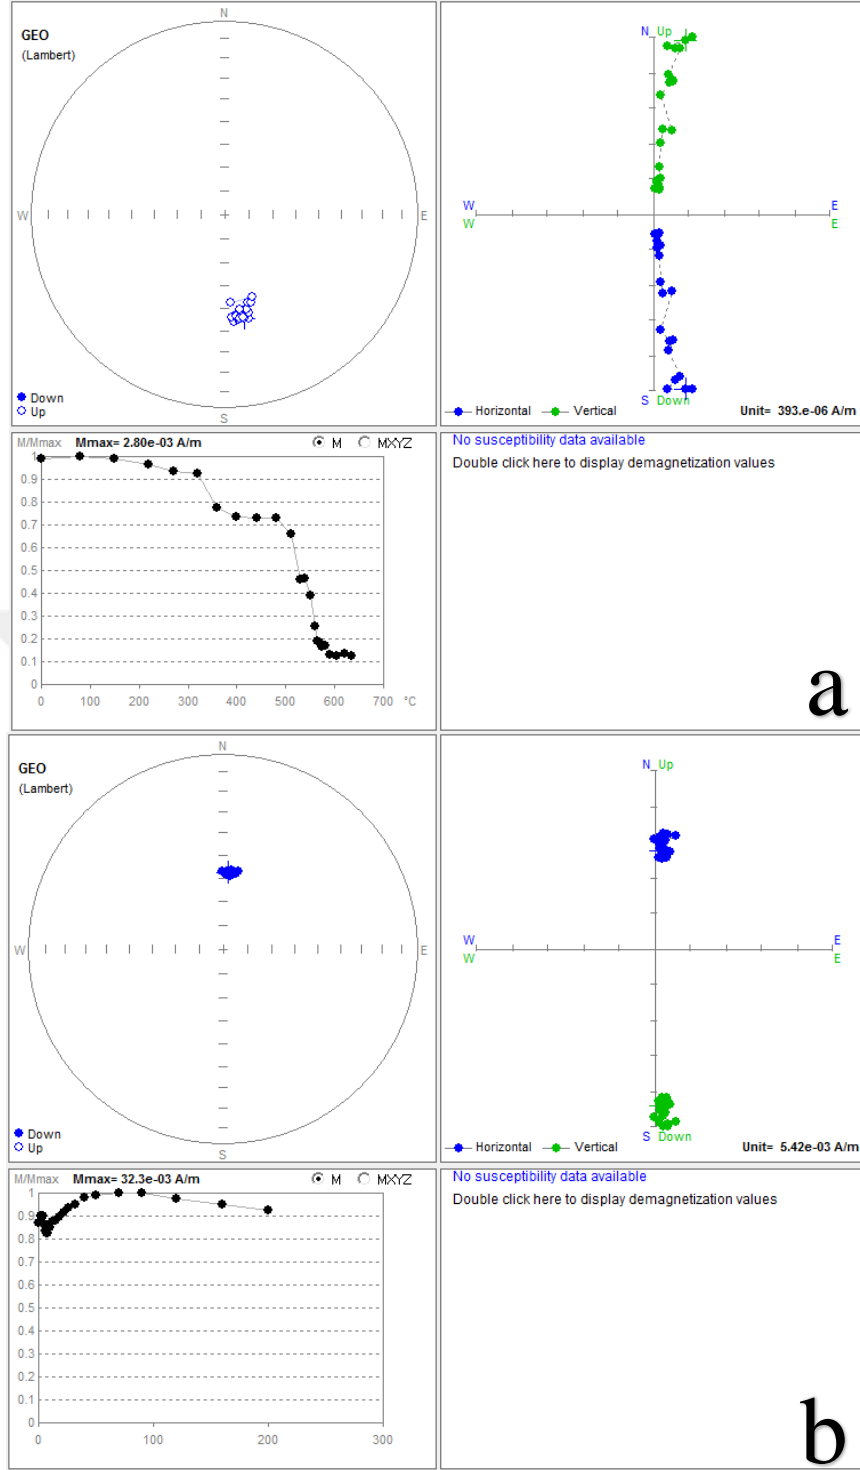 N
GEO
(Lambert)
W
E
S
Down
Up
N Up
W E
W E
S Down
Horizontal Vertical Unit= 393.e-06 A/m
M/Mmax Mmax= 2.80e-03 A/m M MXYZ
1
0.9
0.8
0.7
0.6
0.5
0.4
0.3
0.2
0.1
0
0 100 200 300 400 500 600 700 °C
No susceptibility data available
Double click here to display demagnetization values
a
N
GEO
(Lambert)
W
E
S
Down
Up
N Up
W E
W E
S Down
Horizontal Vertical Unit= 5.42e-03 A/m
M/Mmax Mmax= 32.3e-03 A/m M MXYZ
1
0.9
0.8
0.7
0.6
0.5
0.4
0.3
0.2
0.1
0
0 100 200 300
No susceptibility data available
Double click here to display demagnetization values
b